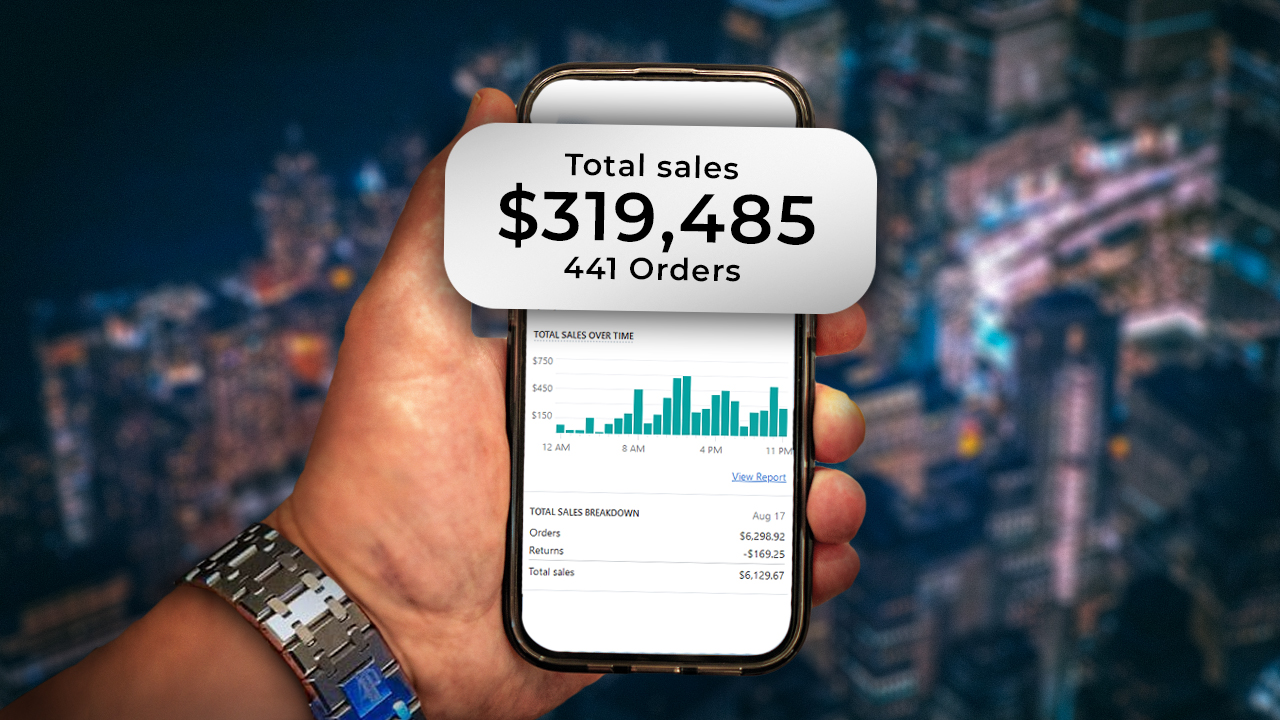 Total sales
$319,485
441 Orders
TOTAL SALES OVER TIME
$750
$450
$150
12 AM 8 AM 4 PM 11 PM
View Report
TOTAL SALES BREAKDOWN Aug 17
Orders $6,298.92
Returns -$169.25
Total sales $6,129.67